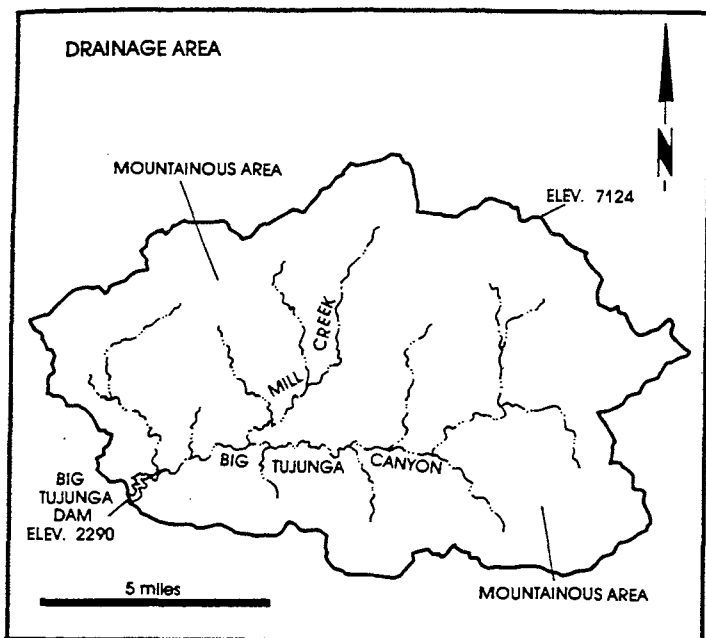 DRAINAGE AREA
N
MOUNTAINOUS AREA
ELEV. 7124
MILL CREEK
BIG TUJUNGA CANYON
BIG
TUJUNGA
DAM
ELEV. 2290
5 miles
MOUNTAINOUS AREA